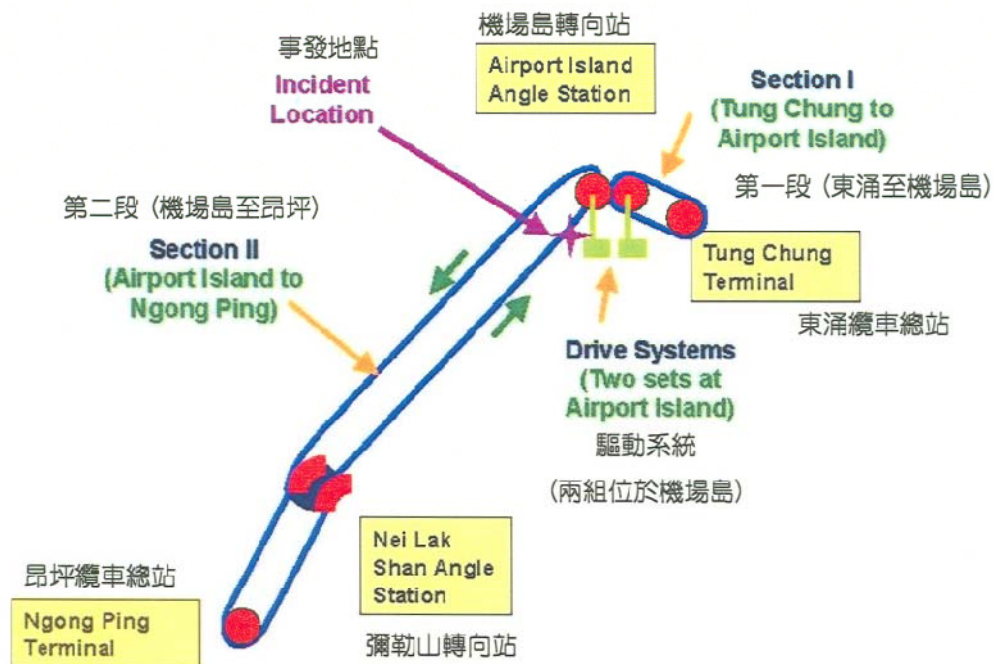 機場島轉向站
Airport Island
Angle Station
事發地點
Incident
Location
Section I
(Tung Chung to
Airport Island)
第一段 (東涌至機場島)
第二段 (機場島至昂坪)
Section II
(Airport Island to
Ngong Ping)
Tung Chung
Terminal
東涌纜車總站
Drive Systems
(Two sets at
Airport Island)
驅動系統
(兩組位於機場島)
Nei Lak
Shan Angle
Station
彌勒山轉向站
昂坪纜車總站
Ngong Ping
Terminal